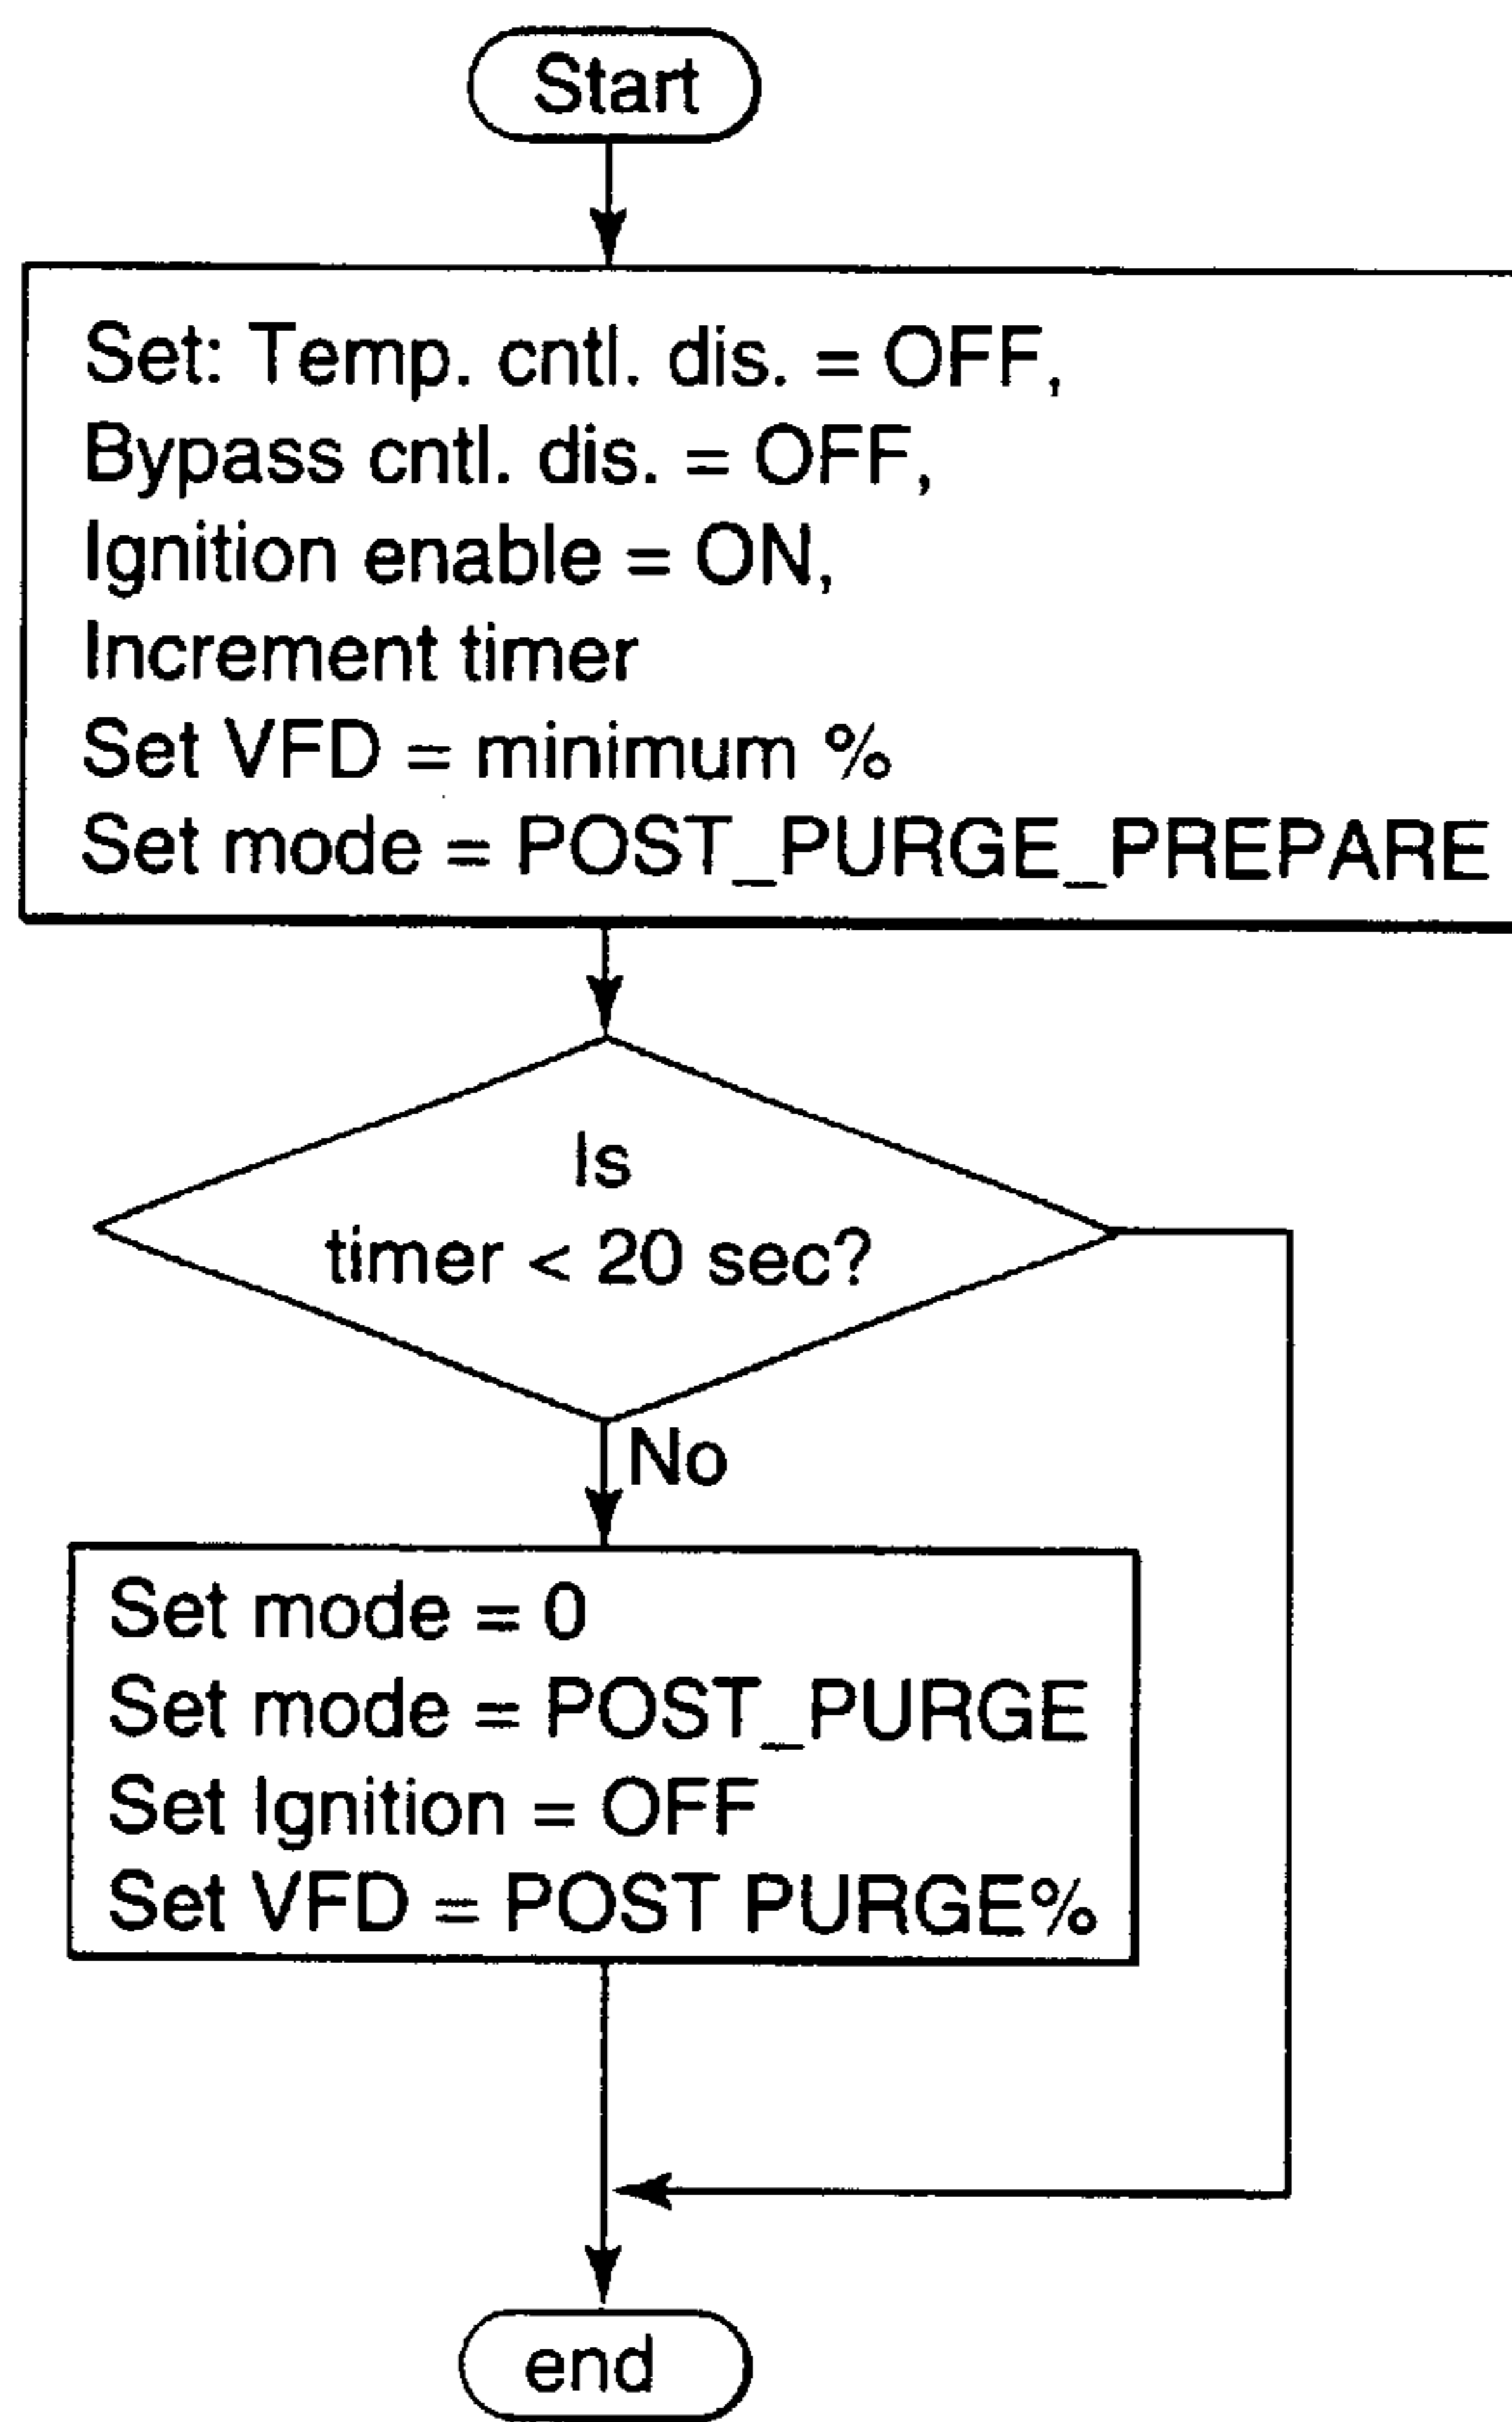 Start
Set: Temp. cntl. dis. = OFF,
Bypass cntl. dis. = OFF,
Ignition enable = ON,
Increment timer
Set VFD = minimum %
Set mode = POST_PURGE_PREPARE
Is
timer < 20 sec?
No
Set mode = 0
Set mode = POST_PURGE
Set Ignition = OFF
Set VFD = POST PURGE%
end